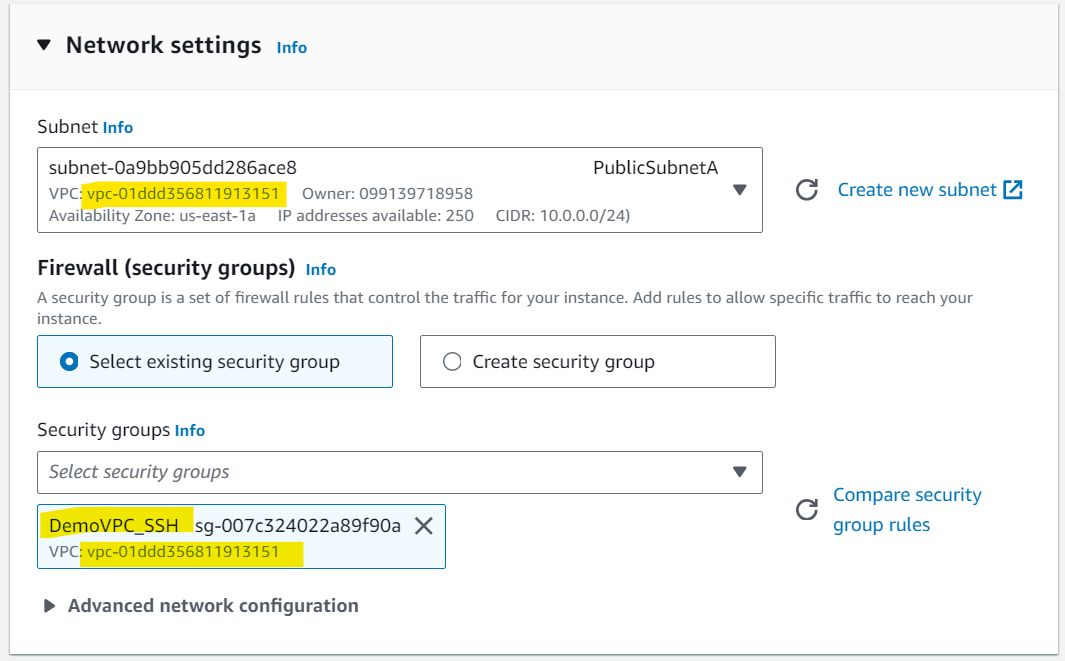 Network settings Info
Subnet Info
subnet-0a9bb905dd286ace8 PublicSubnetA
VPC: vpc-01ddd356811913151 Owner: 099139718958
Availability Zone: us-east-1a IP addresses available: 250 CIDR: 10.0.0.0/24)
Create new subnet
Firewall (security groups) Info
A security group is a set of firewall rules that control the traffic for your instance. Add rules to allow specific traffic to reach your
instance.
Select existing security group
Create security group
Security groups Info
Select security groups
DemoVPC_SSH sg-007c324022a89f90a
VPC: vpc-01ddd356811913151
Compare security
group rules
Advanced network configuration